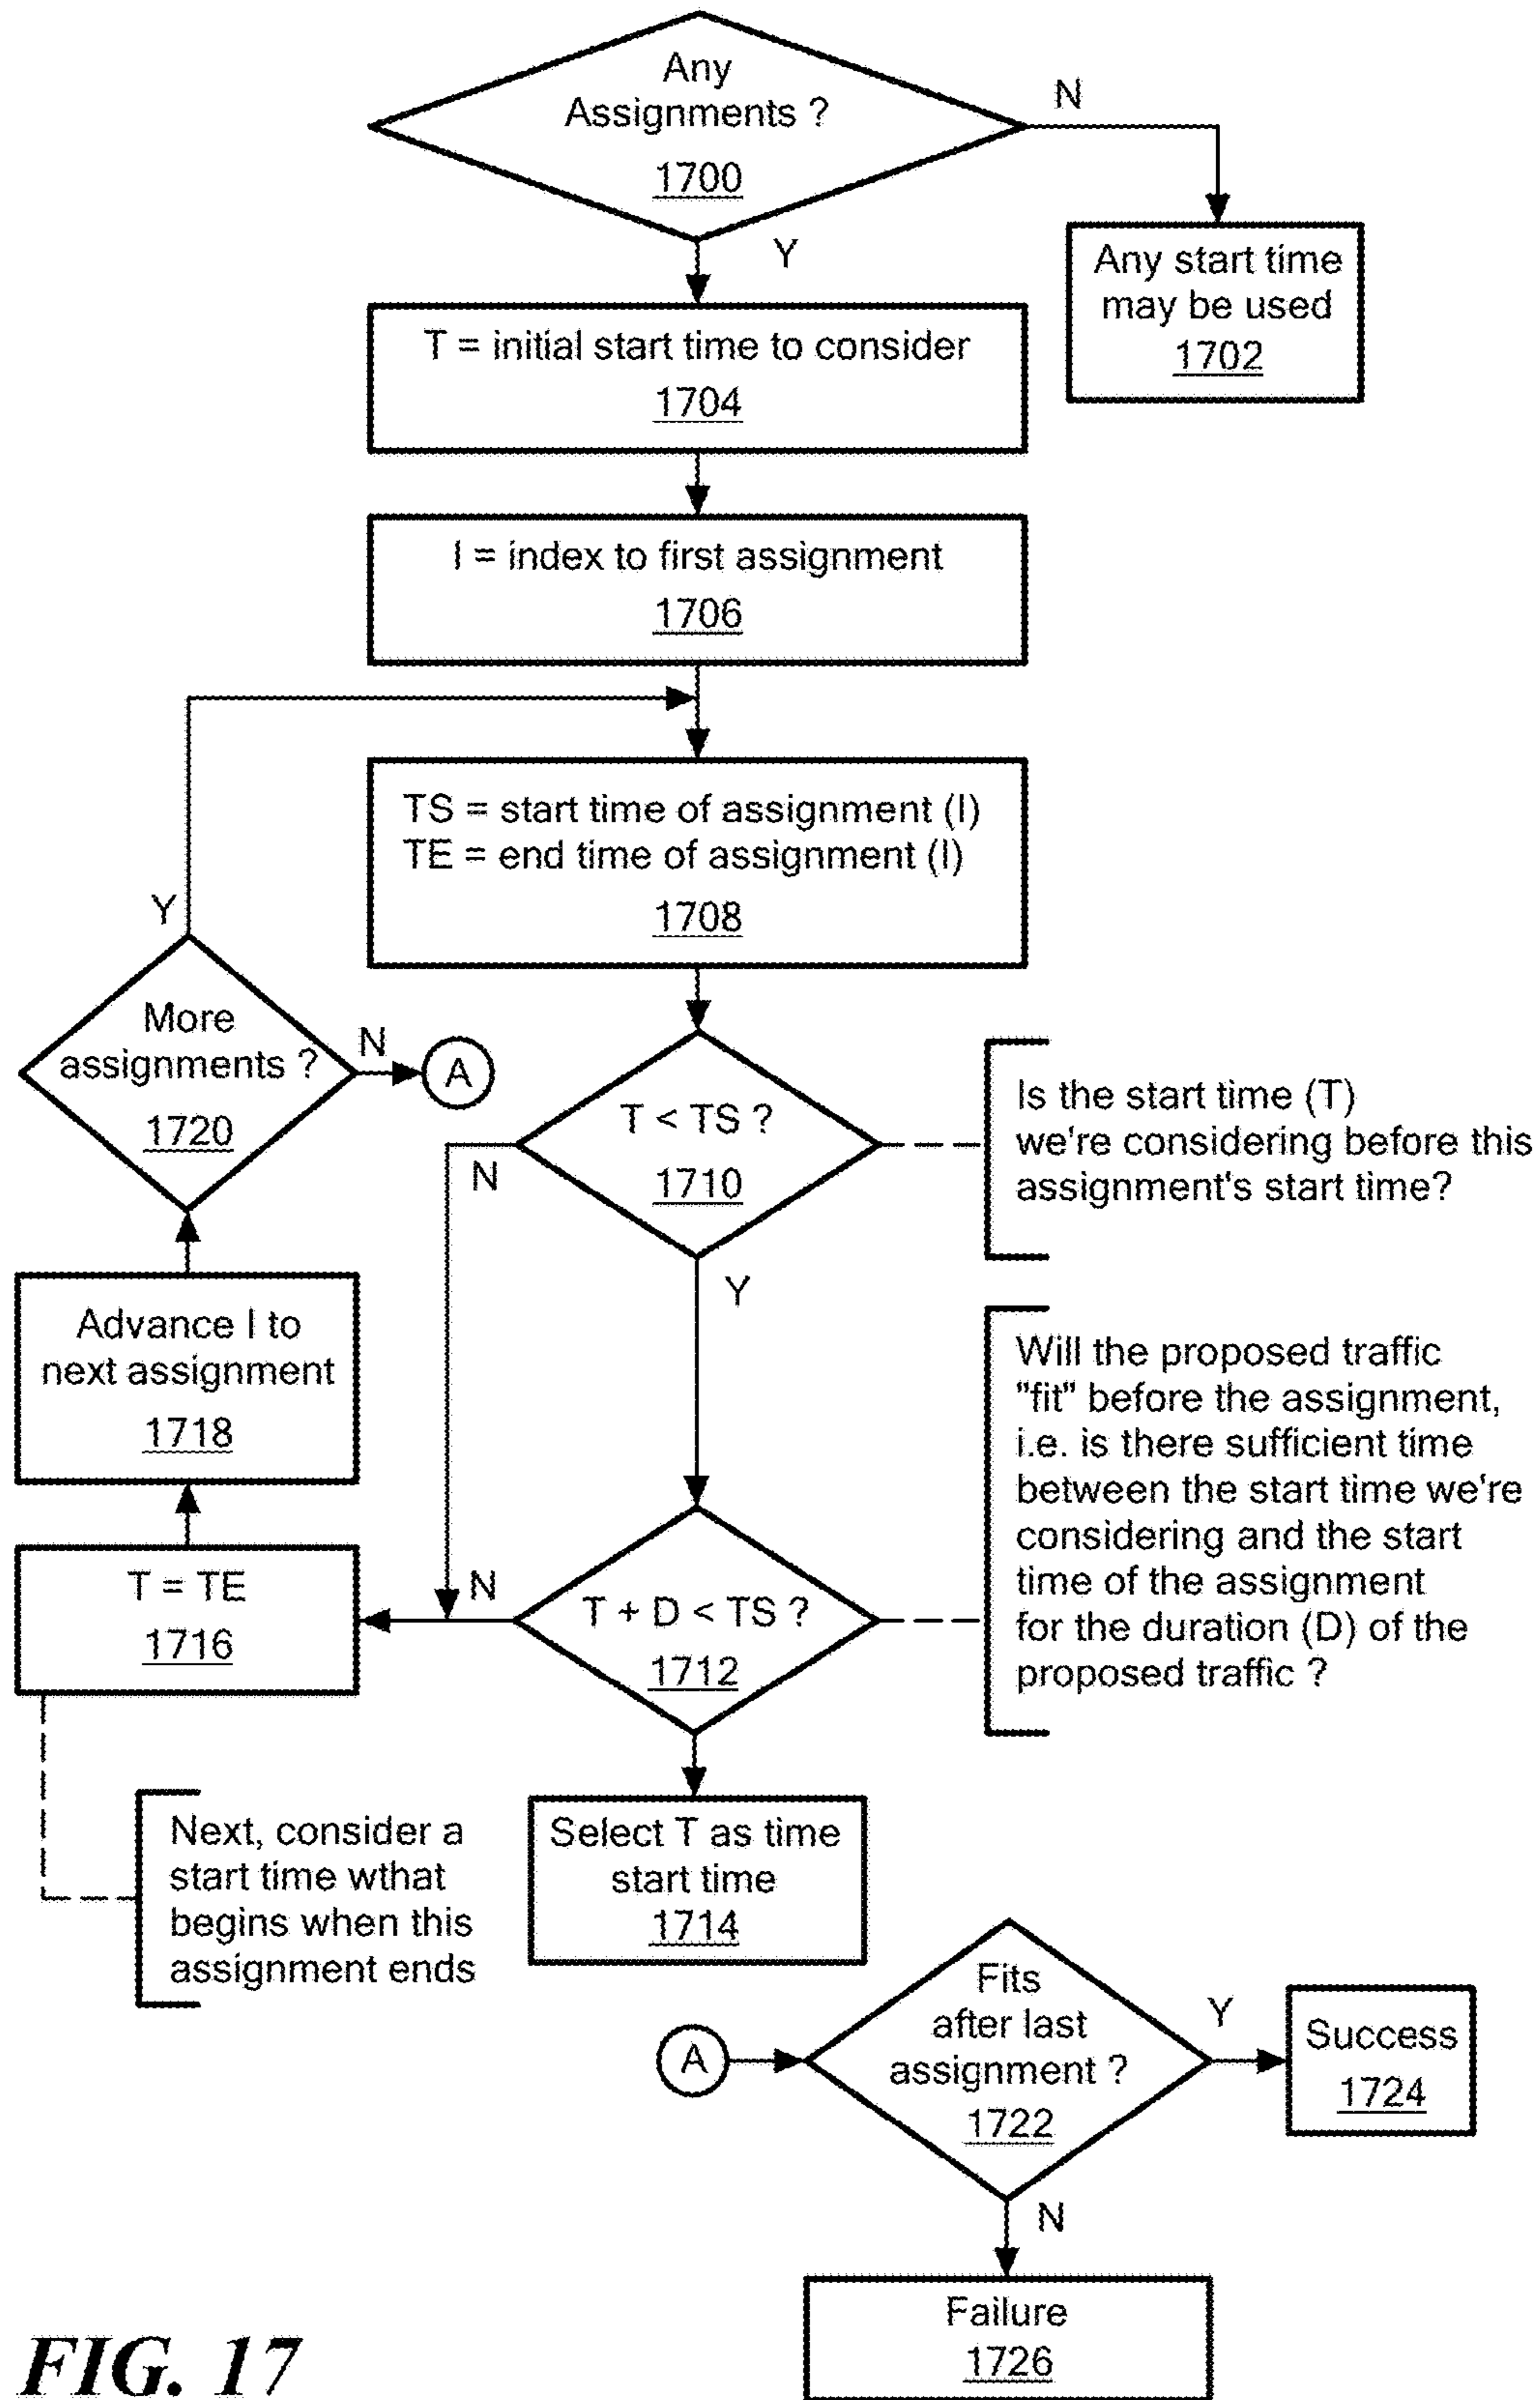 Any
Assignments ?
1700
N
Y
Any start time
may be used
1702
T = initial start time to consider
1704
I = index to first assignment
1706
TS = start time of assignment (I)
TE = end time of assignment (I)
1708
Y
More
assignments ?
1720
N
A
T < TS ?
1710
N
Y
Is the start time (T)
we're considering before this
assignment's start time?
Advance I to
next assignment
1718
Will the proposed traffic
"fit" before the assignment,
i.e. is there sufficient time
between the start time we're
considering and the start
time of the assignment
for the duration (D) of the
proposed traffic ?
T = TE
1716
N
T + D < TS ?
1712
Next, consider a
start time wthat
begins when this
assignment ends
Select T as time
start time
1714
A
Fits
after last
assignment ?
1722
Y
Success
1724
N
Failure
1726
FIG. 17